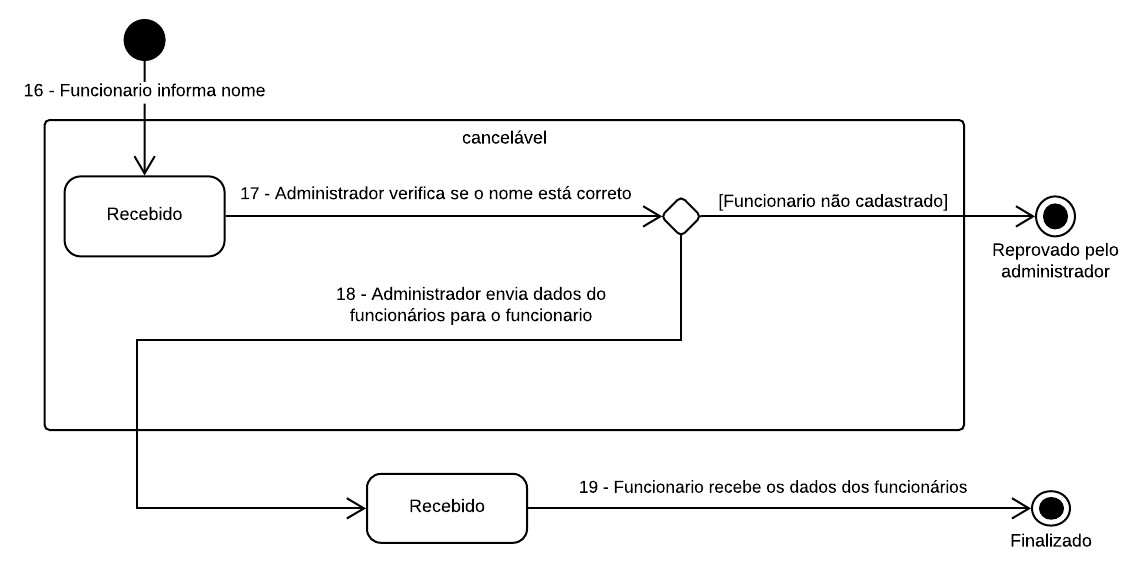 16 - Funcionario informa nome
cancelável
17 - Administrador verifica se o nome está correto
[Funcionario não cadastrado]
Recebido
Reprovado pelo
administrador
18 - Administrador envia dados do
funcionários para o funcionario
19 - Funcionario recebe os dados dos funcionários
Recebido
Finalizado